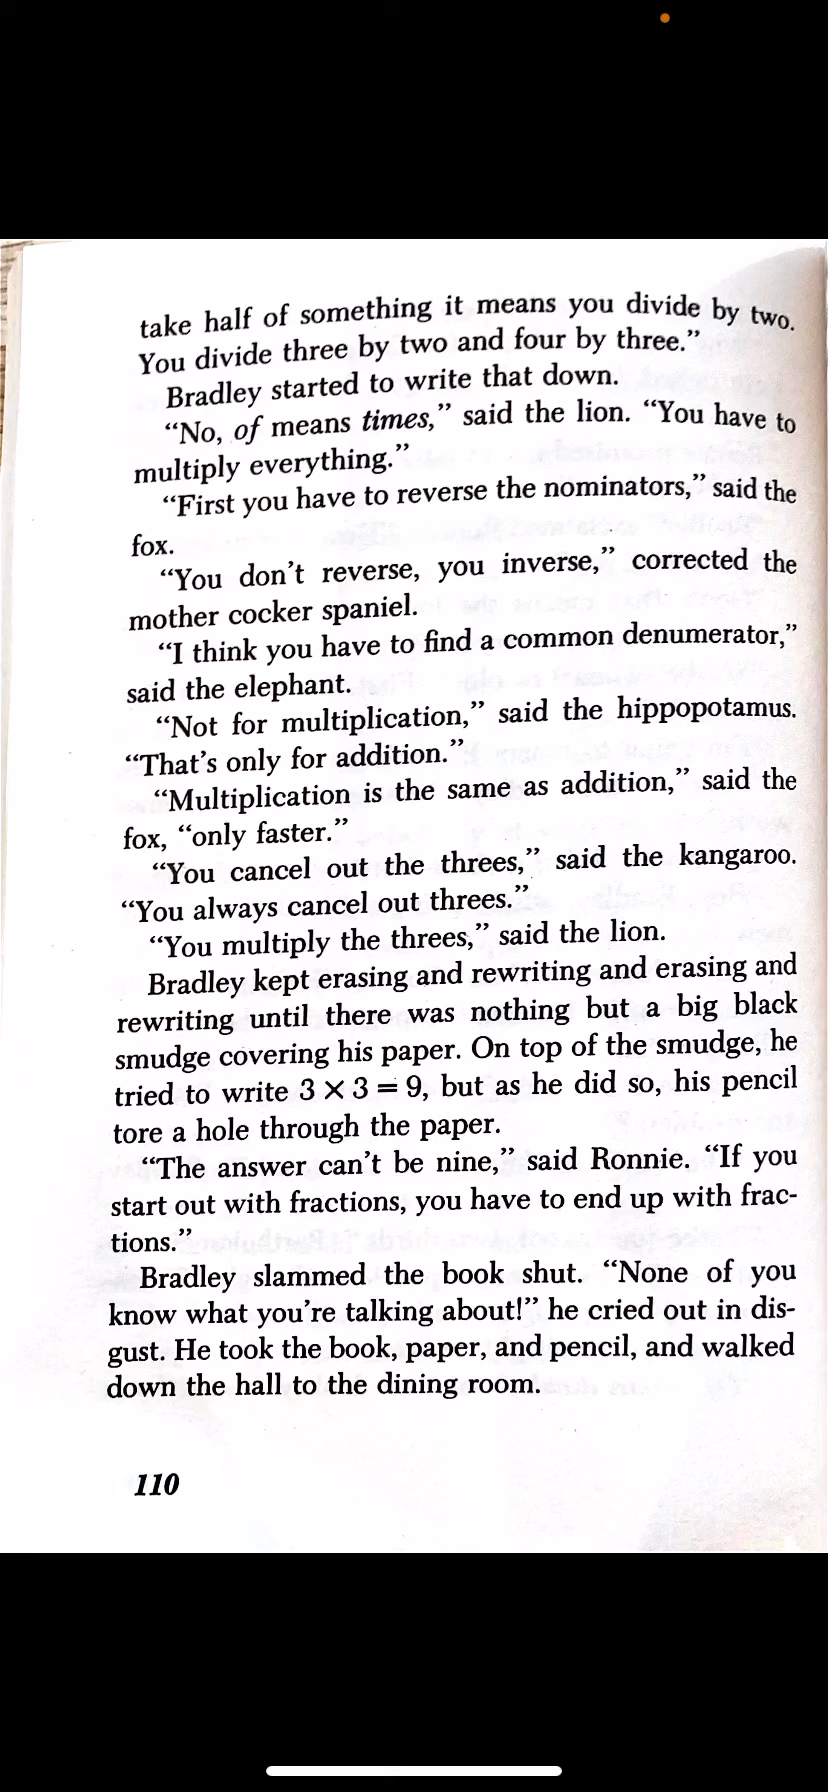 take half of something it means you divide by two.
You divide three by two and four by three.”
Bradley started to write that down.
“No, of means times,” said the lion. “You have to
multiply everything.”
“First you have to reverse the nominators,” said the
fox.
“You don’t reverse, you inverse,” corrected the
mother cocker spaniel.
“I think you have to find a common denumerator,”
said the elephant.
“Not for multiplication,” said the hippopotamus.
“That’s only for addition.”
“Multiplication is the same as addition,” said the
fox, “only faster.”
“You cancel out the threes,” said the kangaroo.
“You always cancel out threes.”
“You multiply the threes,” said the lion.
Bradley kept erasing and rewriting and erasing and
rewriting until there was nothing but a big black
smudge covering his paper. On top of the smudge, he
tried to write 3 × 3 = 9, but as he did so, his pencil
tore a hole through the paper.
“The answer can’t be nine,” said Ronnie. “If you
start out with fractions, you have to end up with frac-
tions.”
Bradley slammed the book shut. “None of you
know what you’re talking about!” he cried out in dis-
gust. He took the book, paper, and pencil, and walked
down the hall to the dining room.
110